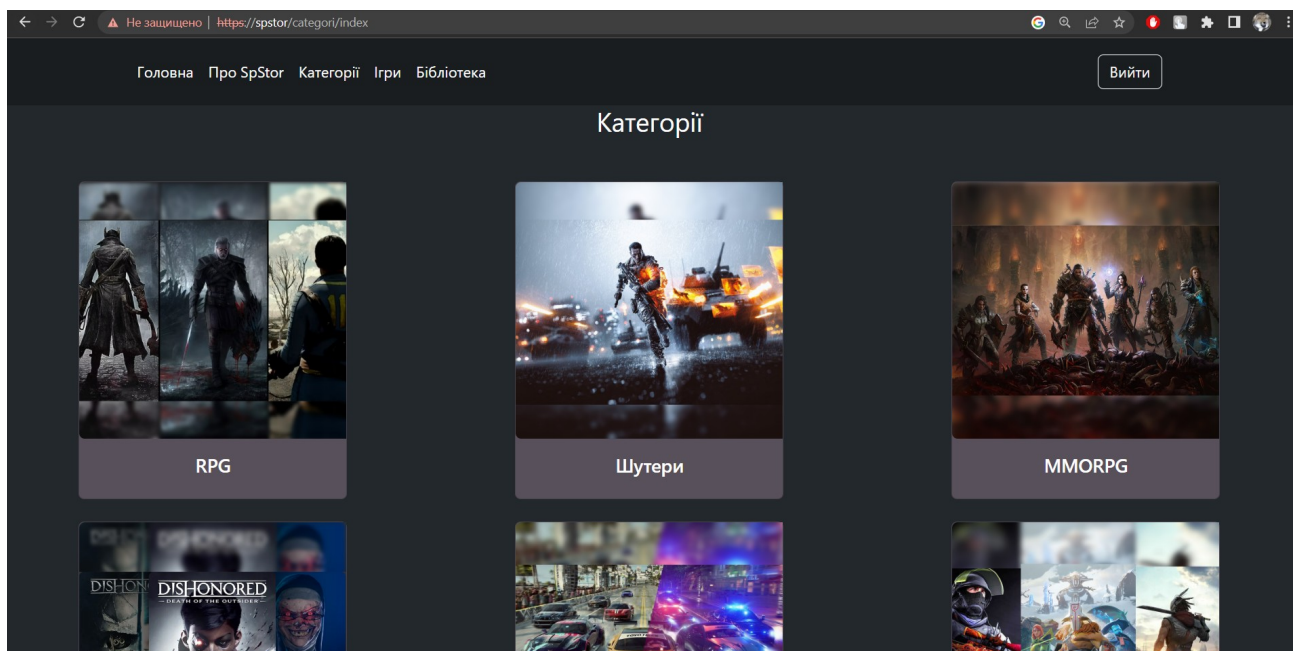 Не защищено | https://spstor/categori/index
Головна Про SpStor Категорії Ігри Бібліотека Вийти
Категорії
RPG Шутери MMORPG
DISHONORED
DISHONORED
DEATH OF THE OUTSIDER